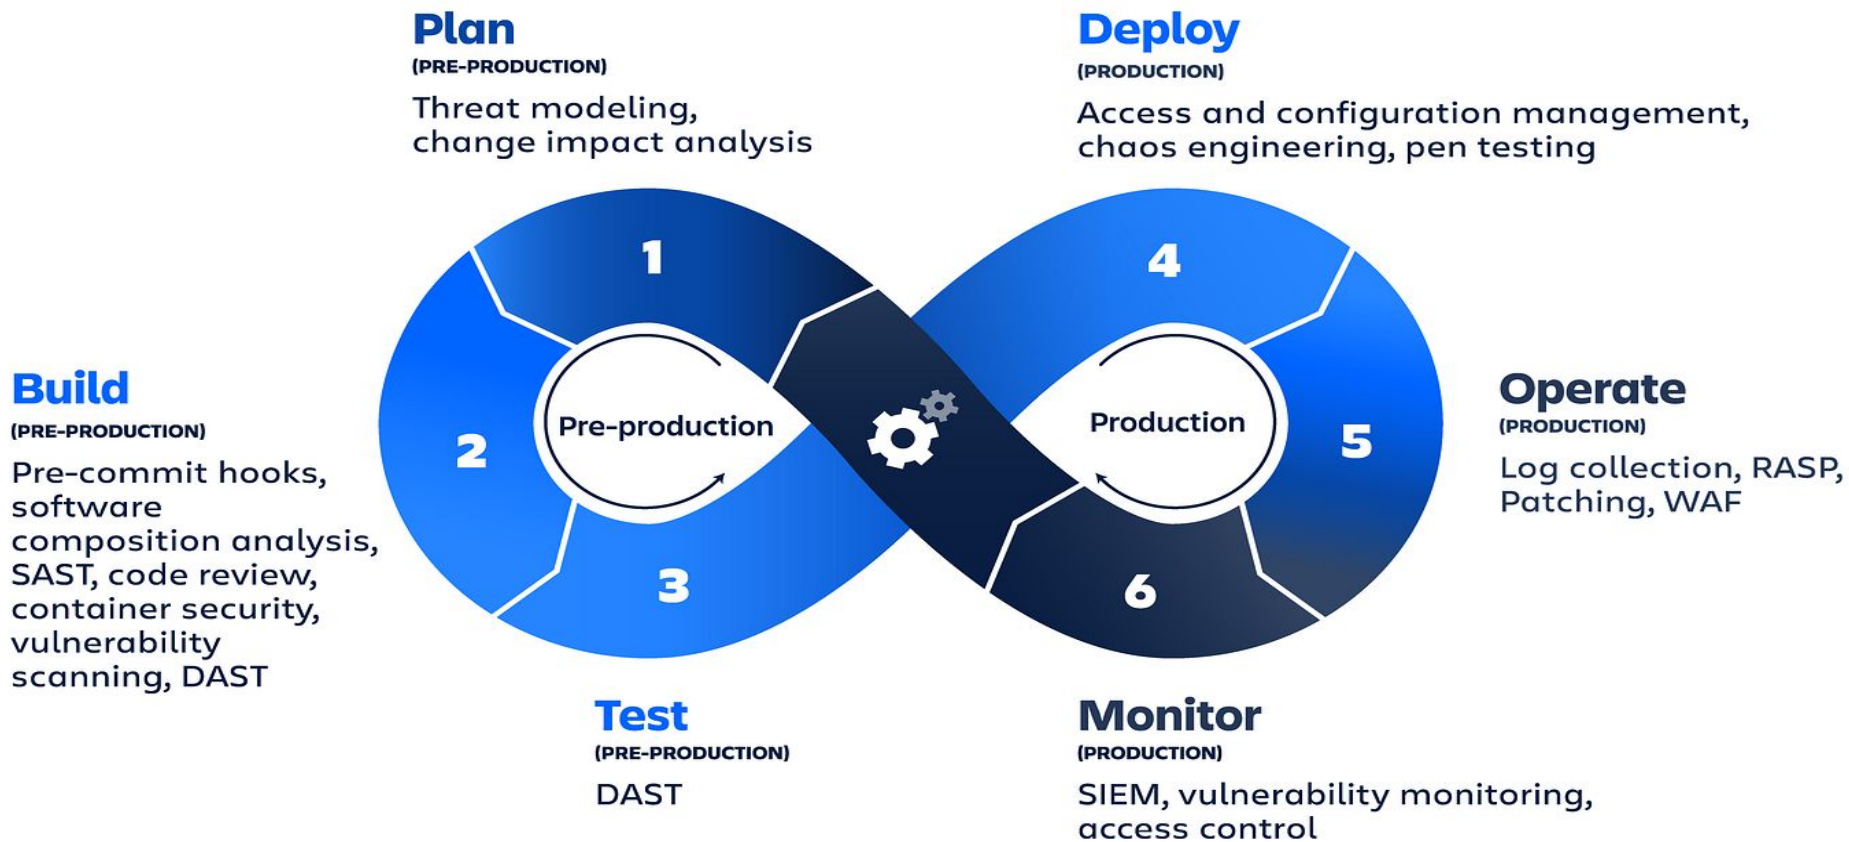 Plan
(PRE-PRODUCTION)
Threat modeling,
change impact analysis
Deploy
(PRODUCTION)
Access and configuration management,
chaos engineering, pen testing
1
4
Build
(PRE-PRODUCTION)
Pre-commit hooks,
software
composition analysis,
SAST, code review,
container security,
vulnerability
scanning, DAST
2
Pre-production
Production
5
Operate
(PRODUCTION)
Log collection, RASP,
Patching, WAF
3
6
Test
(PRE-PRODUCTION)
DAST
Monitor
(PRODUCTION)
SIEM, vulnerability monitoring,
access control